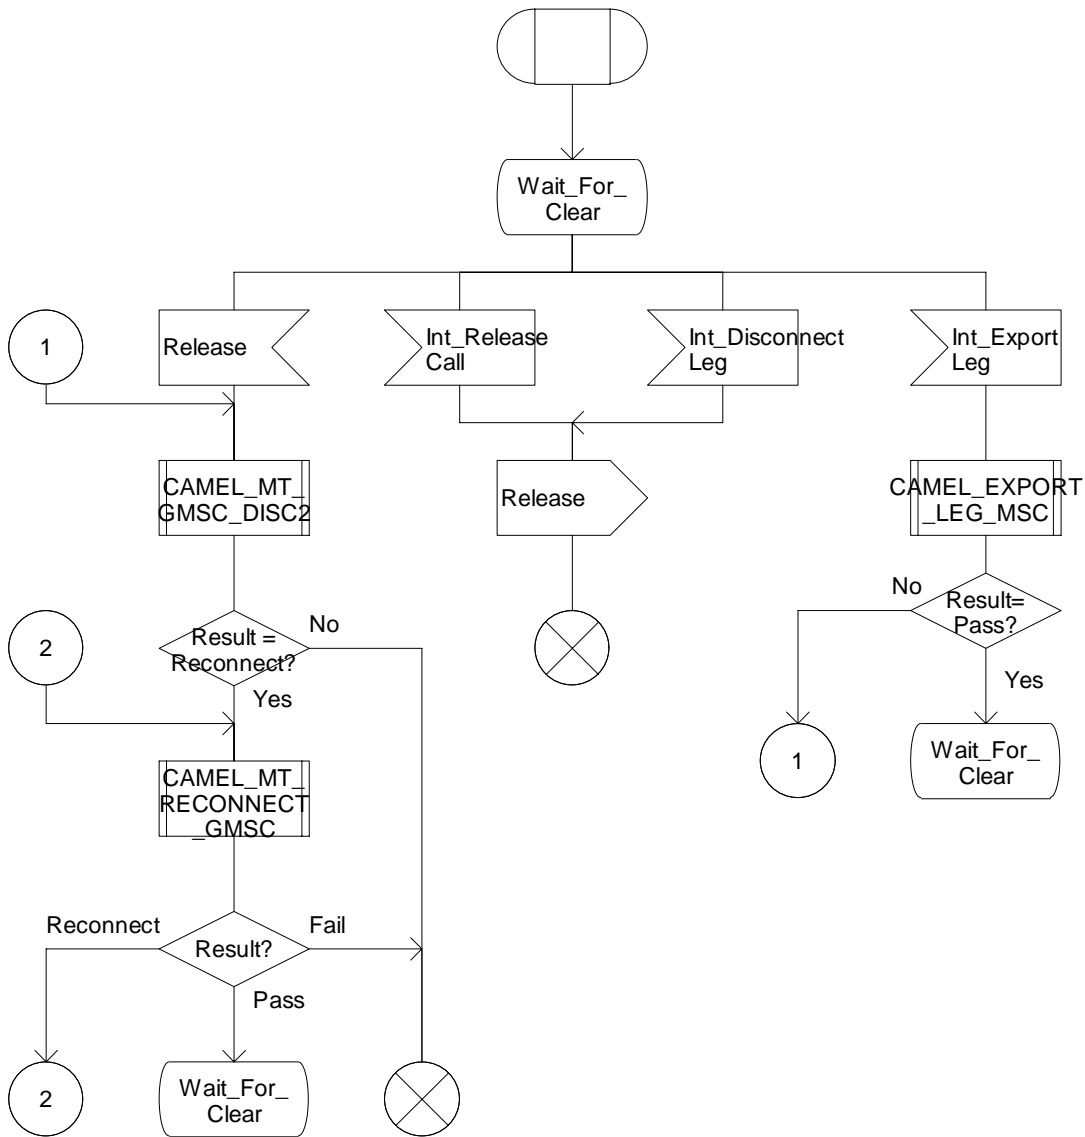 Wait_For_
Clear
1
Release
Int_Release
Call
Int_Disconnect
Leg
Int_Export
Leg
CAMEL_MT_
GMSC_DISC2
Release
CAMEL_EXPORT
_LEG_MSC
2
Result =
Reconnect?
No
Yes
No
Result=
Pass?
Yes
CAMEL_MT_
RECONNECT
_GMSC
1
Wait_For_
Clear
Reconnect
Result?
Fail
Pass
2
Wait_For_
Clear